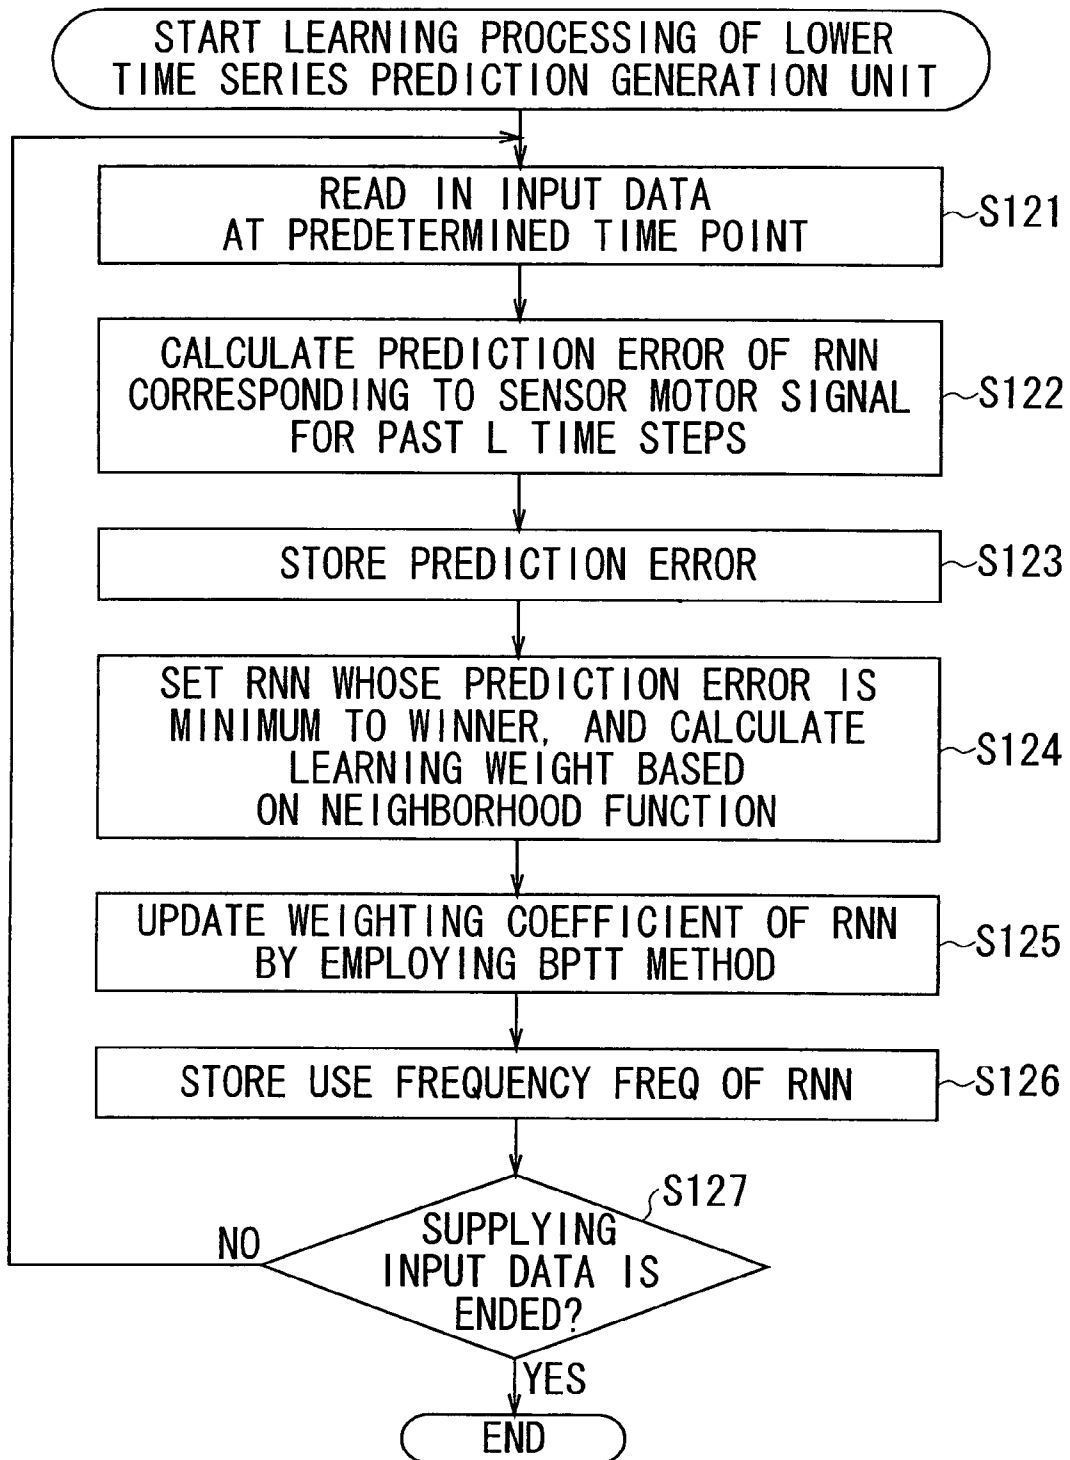 START LEARNING PROCESSING OF LOWER
TIME SERIES PREDICTION GENERATION UNIT
READ IN INPUT DATA
AT PREDETERMINED TIME POINT
S121
CALCULATE PREDICTION ERROR OF RNN
CORRESPONDING TO SENSOR MOTOR SIGNAL
FOR PAST L TIME STEPS
S122
STORE PREDICTION ERROR
S123
SET RNN WHOSE PREDICTION ERROR IS
MINIMUM TO WINNER, AND CALCULATE
LEARNING WEIGHT BASED
ON NEIGHBORHOOD FUNCTION
S124
UPDATE WEIGHTING COEFFICIENT OF RNN
BY EMPLOYING BPTT METHOD
S125
STORE USE FREQUENCY FREQ OF RNN
S126
S127
NO
SUPPLYING
INPUT DATA IS
ENDED?
YES
END